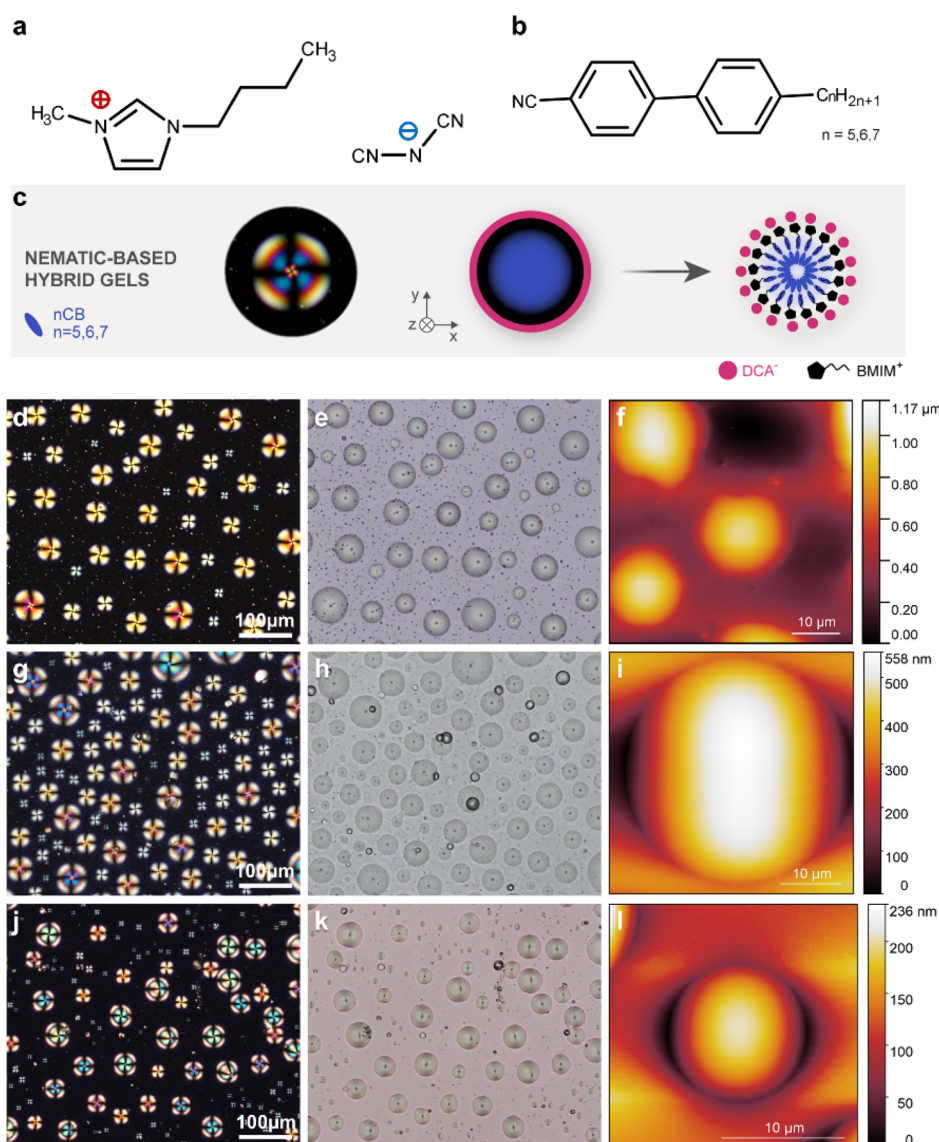 a
CH3
H3C
N
N
CN
CN
N
b
NC
CnH2n+1
n = 5,6,7
c
NEMATIC-BASED
HYBRID GELS
nCB
n=5,6,7
y
z
x
DCA-
BMIM+
d
100µm
e
f
10 µm
1.17 µm
1.00
0.80
0.60
0.40
0.20
0.00
g
100µm
h
i
10 µm
558 nm
500
400
300
200
100
0
j
100µm
k
l
10 µm
236 nm
200
150
100
50
0